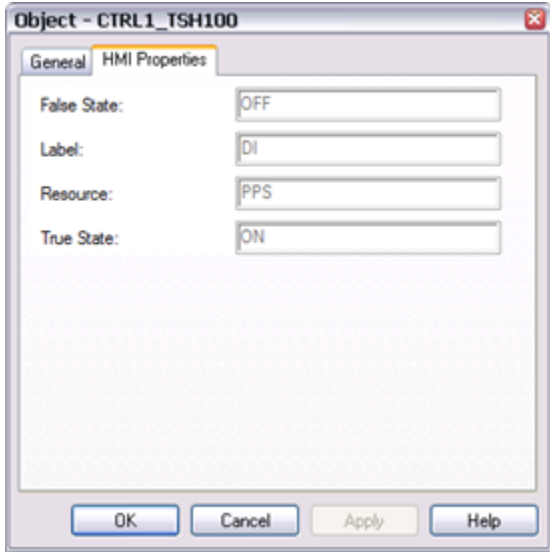 Object - CTRL1_TSH100
General HMI Properties
False State: OFF
Label: DI
Resource: PPS
True State: ON
OK Cancel Apply Help